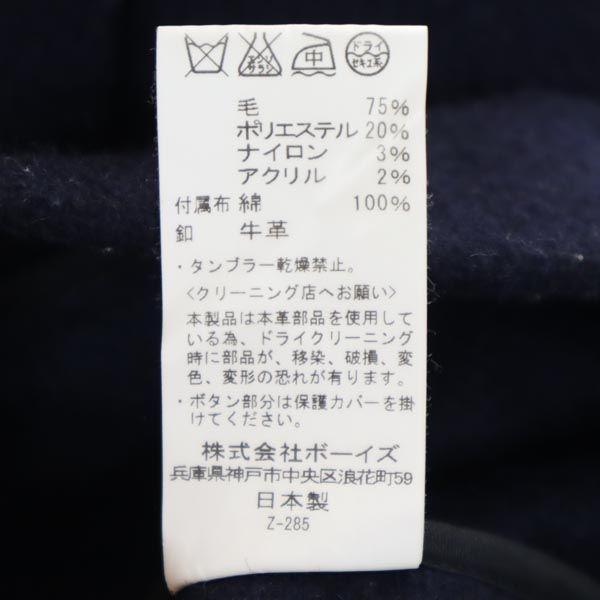 エンソ
サラシ
中
ドライ
セキユ系
毛 75%
ポリエステル 20%
ナイロン 3%
アクリル 2%
付属布 綿 100%
釦 牛革
・タンブラー乾燥禁止。
〈クリーニング店へお願い〉
本製品は本革部品を使用して
いる為、ドライクリーニング
時に部品が、移染、破損、変
色、変形の恐れが有ります。
・ボタン部分は保護カバーを掛
けてください。
株式会社ボーイズ
兵庫県神戸市中央区浪花町59
日本製
Z-285